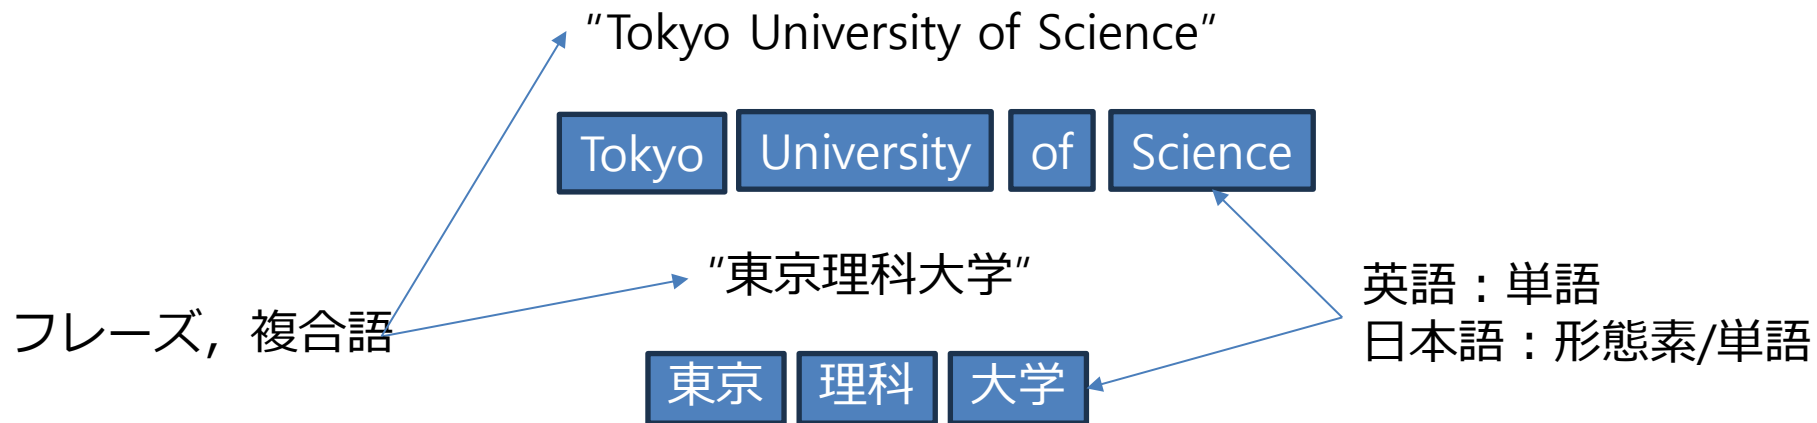 "Tokyo University of Science"
Tokyo University of Science
"東京理科大学"
フレーズ，複合語
英語：単語
日本語：形態素/単語
東京 理科 大学